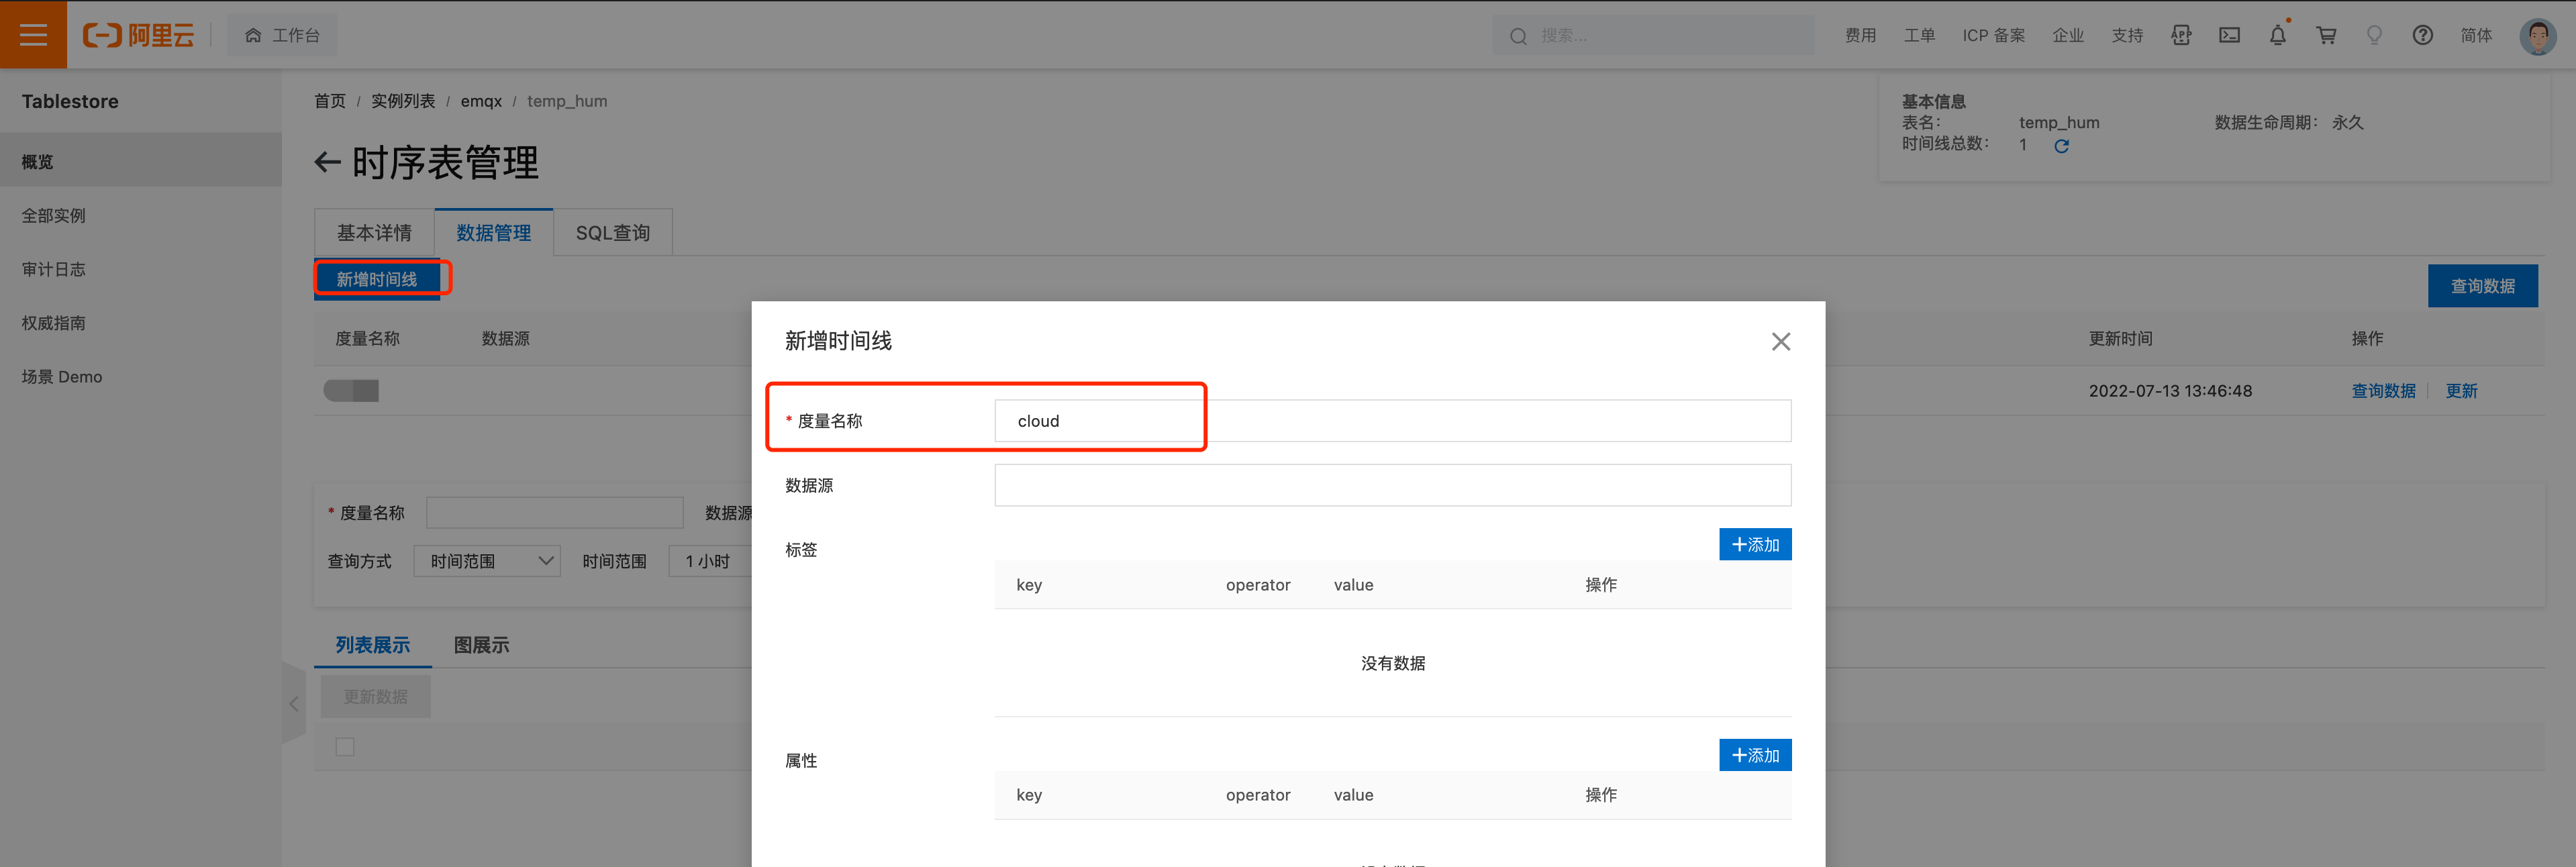 阿里云
工作台
搜索...
费用
工单
ICP 备案
企业
支持
APP
简体
Tablestore
概览
全部实例
审计日志
权威指南
场景 Demo
首页 / 实例列表 / emqx / temp_hum
时序表管理
基本信息
表名: temp_hum 数据生命周期: 永久
时间线总数: 1
基本详情 数据管理 SQL查询
新增时间线
查询数据
度量名称 数据源 更新时间 操作
2022-07-13 13:46:48 查询数据 更新
* 度量名称 数据源
查询方式 时间范围 时间范围 1 小时
列表展示 图展示
更新数据
新增时间线
* 度量名称 cloud
数据源
标签 添加
key operator value 操作
没有数据
属性 添加
key operator value 操作